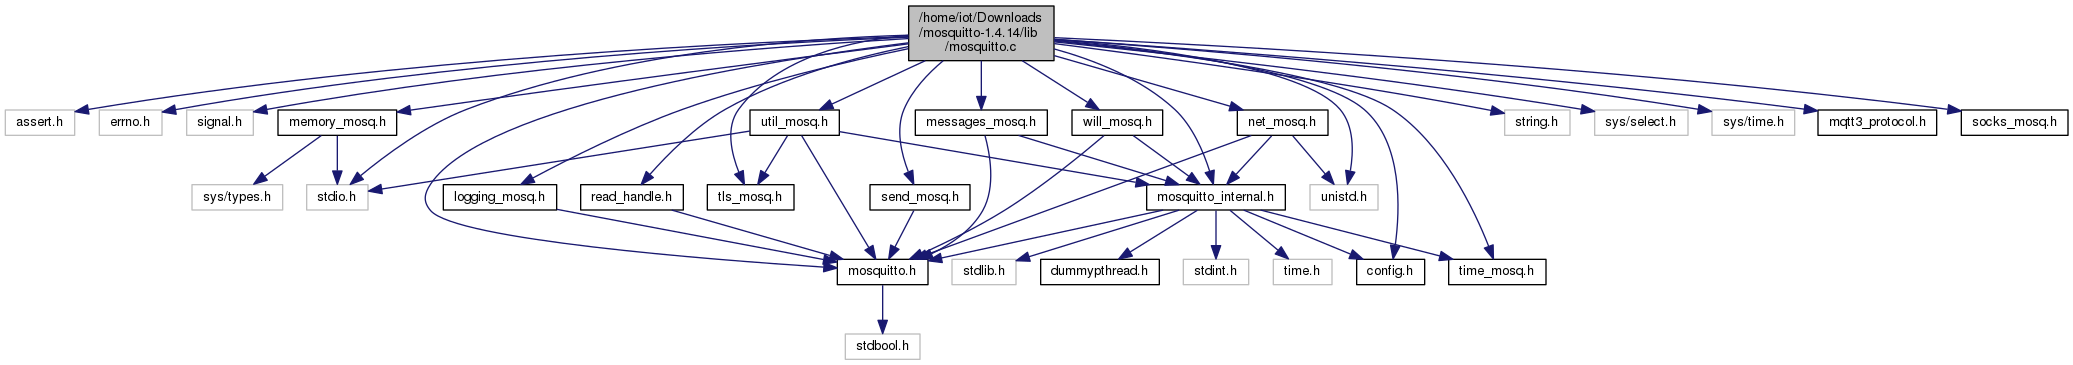 /home/iot/Downloads
/mosquitto-1.4.14/lib
/mosquitto.c
assert.h
errno.h
signal.h
memory_mosq.h
util_mosq.h
messages_mosq.h
will_mosq.h
net_mosq.h
string.h
sys/select.h
sys/time.h
mqtt3_protocol.h
socks_mosq.h
sys/types.h
stdio.h
logging_mosq.h
read_handle.h
tls_mosq.h
send_mosq.h
mosquitto_internal.h
unistd.h
mosquitto.h
stdlib.h
dummypthread.h
stdint.h
time.h
config.h
time_mosq.h
stdbool.h